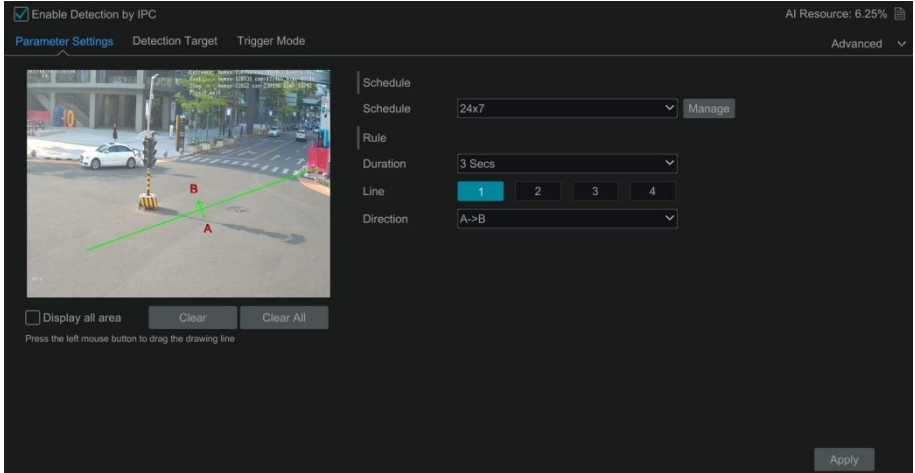 Enable Detection by IPC
AI Resource: 6.25%
Parameter Settings Detection Target Trigger Mode
Advanced
Schedule
Schedule 24x7 Manage
Rule
Duration 3 Secs
Line 1 2 3 4
Direction A->B
B
A
Display all area Clear Clear All
Press the left mouse button to drag the drawing line
Apply